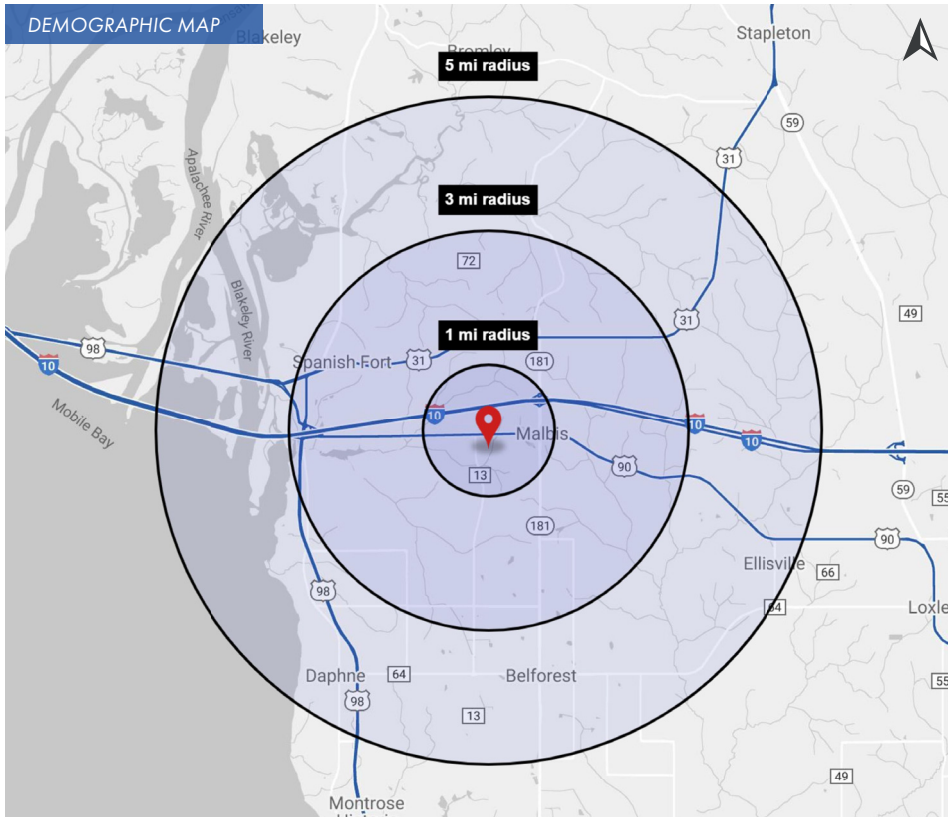 DEMOGRAPHIC MAP
Blakeley
Stapleton
Bromley
5 mi radius
59
31
Apalachee River
3 mi radius
72
Blakeley River
49
31
1 mi radius
98
Spanish Fort
31
181
10
Mobile Bay
10
10
10
Malbis
90
13
59
55
181
90
Ellisville
66
98
64
Loxle
Daphne
64
Belforest
55
98
13
49
Montrose